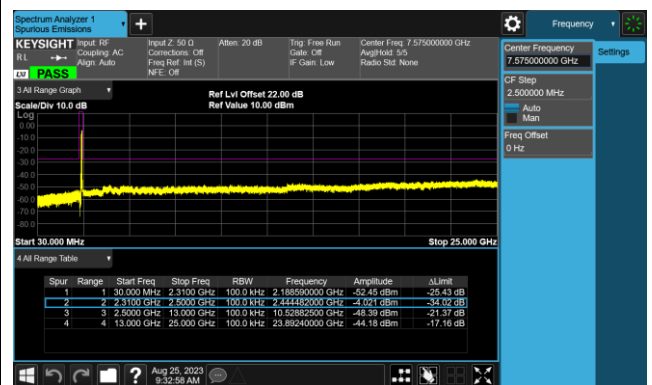 Spectrum Analyzer 1
Spurious Emissions
Frequency
KEYSIGHT
RL
PASS
Input: RF
Coupling: AC
Align: Auto
Input Z: 50 Ω
Corrections: Off
Freq Ref: Int (S)
NFE: Off
Atten: 20 dB
Trig: Free Run
Gate: Off
IF Gain: Low
Center Freq: 7.575000000 GHz
Avg|Hold: 5/5
Radio Std: None
Center Frequency
7.575000000 GHz
Settings
CF Step
2.500000 MHz
Auto
Man
Freq Offset
0 Hz
3 All Range Graph
Scale/Div 10.0 dB
Ref Lvl Offset 22.00 dB
Ref Value 10.00 dBm
Log
0.00
-10.0
-20.0
-30.0
-40.0
-50.0
-60.0
-70.0
-80.0
Start 30.000 MHz
Stop 25.000 GHz
4 All Range Table
Spur Range Start Freq Stop Freq RBW Frequency Amplitude ΔLimit
1 1 30.000 MHz 2.3100 GHz 100.0 kHz 2.188590000 GHz -52.45 dBm -25.43 dB
2 2 2.3100 GHz 2.5000 GHz 100.0 kHz 2.444482000 GHz -4.021 dBm -34.02 dB
3 3 2.5000 GHz 13.000 GHz 100.0 kHz 10.52882500 GHz -48.39 dBm -21.37 dB
4 4 13.000 GHz 25.000 GHz 100.0 kHz 23.89240000 GHz -44.18 dBm -17.16 dB
Aug 25, 2023
9:32:58 AM